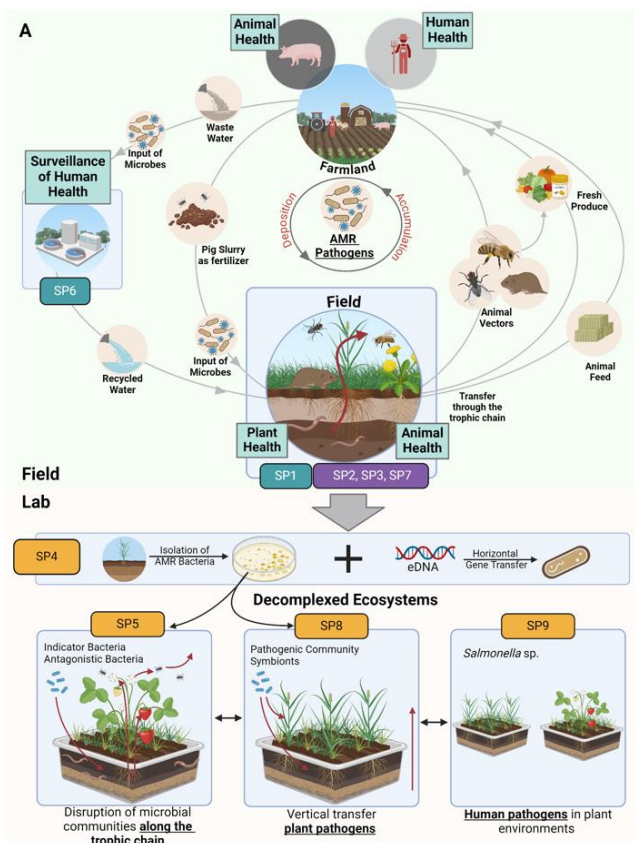 A
Animal
Health
Human
Health
Waste
Water
Input of
Microbes
Farmland
Surveillance
of Human
Health
SP6
Pig Slurry
as fertilizer
Deposition
Accumulation
AMR
Pathogens
Fresh
Produce
Animal
Vectors
Animal
Feed
Recycled
Water
Input of
Microbes
Field
Transfer
through the
trophic chain
Plant
Health
Animal
Health
SP1
SP2, SP3, SP7
Field
Lab
SP4
Isolation of
AMR Bacteria
+
eDNA
Horizontal
Gene Transfer
Decomplexed Ecosystems
SP5
Indicator Bacteria
Antagonistic Bacteria
Disruption of microbial
communities along the
trophic chain
SP8
Pathogenic Community
Symbionts
Vertical transfer
plant pathogens
SP9
Salmonella sp.
Human pathogens in plant
environments